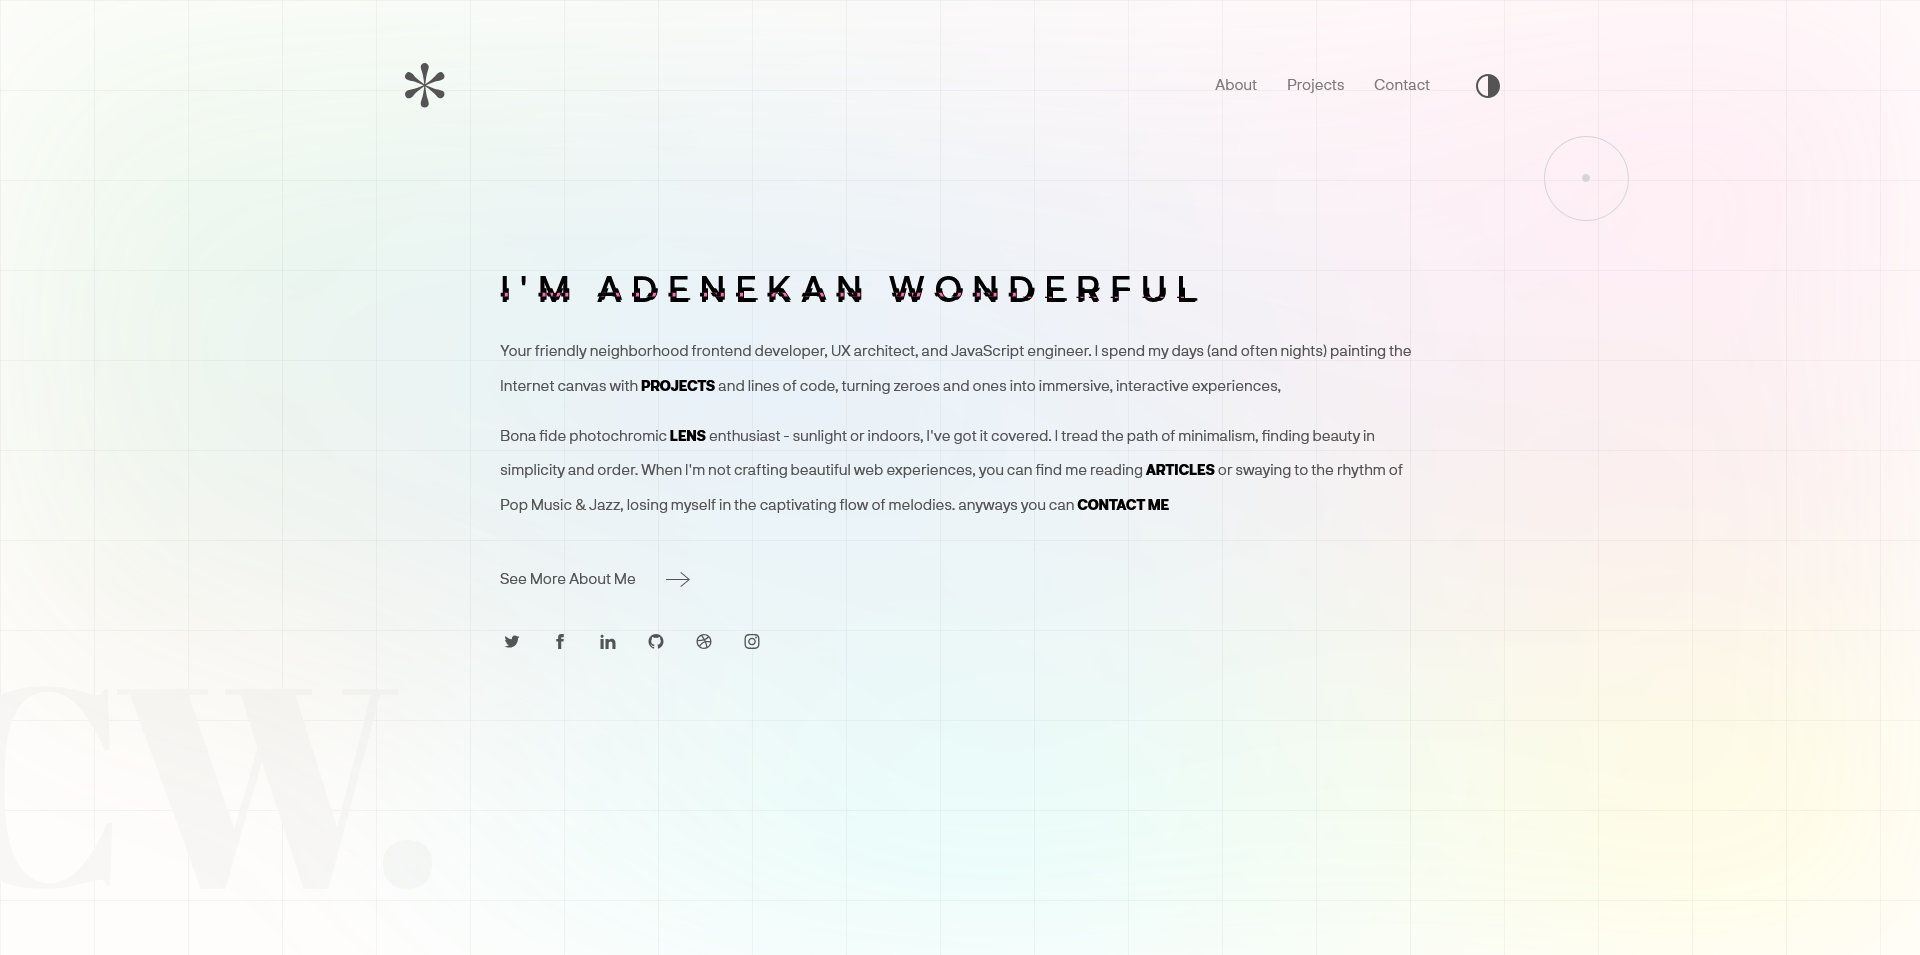 About Projects Contact
I'M ADENEKAN WONDERFUL
Your friendly neighborhood frontend developer, UX architect, and JavaScript engineer. I spend my days (and often nights) painting the
Internet canvas with PROJECTS and lines of code, turning zeroes and ones into immersive, interactive experiences,
Bona fide photochromic LENS enthusiast - sunlight or indoors, I've got it covered. I tread the path of minimalism, finding beauty in
simplicity and order. When I'm not crafting beautiful web experiences, you can find me reading ARTICLES or swaying to the rhythm of
Pop Music & Jazz, losing myself in the captivating flow of melodies. anyways you can CONTACT ME
See More About Me
CW.